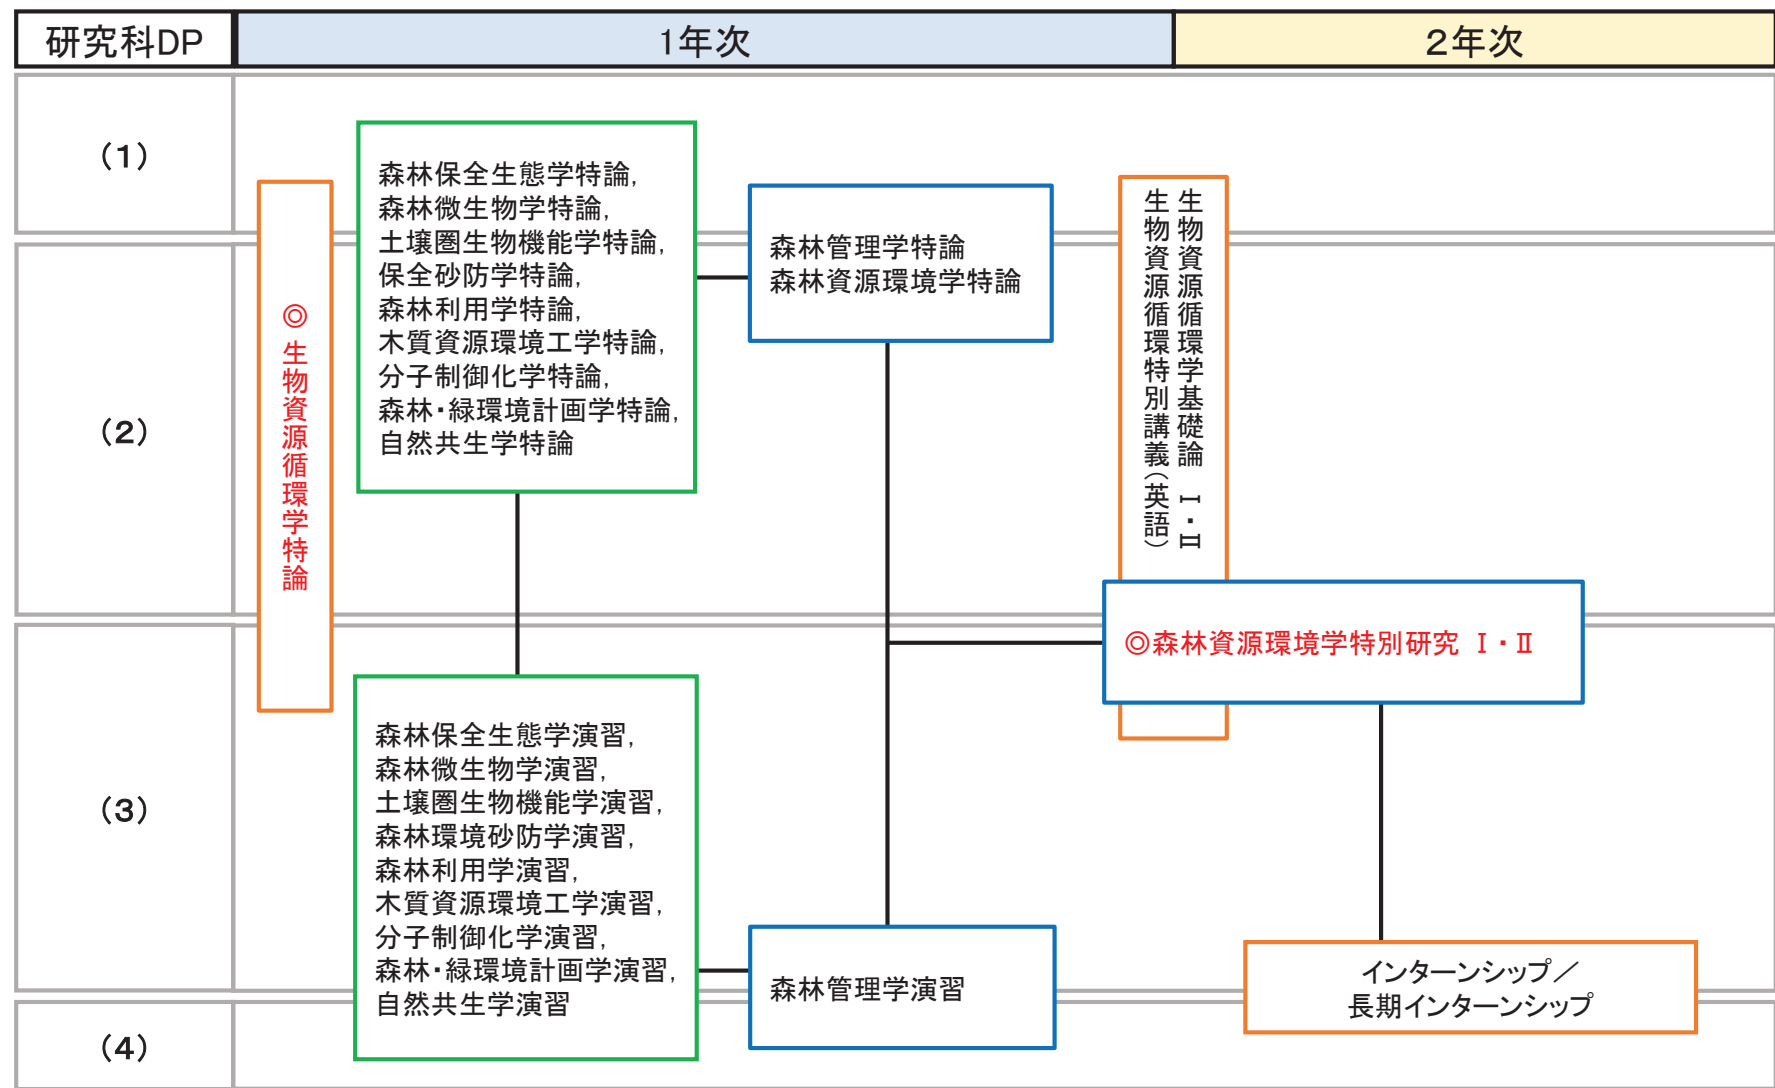 研究科DP
1年次
2年次
（1）
（2）
（3）
（4）
◎生物資源循環学特論
森林保全生態学特論,
森林微生物学特論,
土壌圏生物機能学特論,
保全砂防学特論,
森林利用学特論,
木質資源環境工学特論,
分子制御化学特論,
森林・緑環境計画学特論,
自然共生学特論
森林管理学特論
森林資源環境学特論
生物資源循環学基礎論 Ⅰ・Ⅱ
生物資源循環特別講義（英語）
◎森林資源環境学特別研究 Ⅰ・Ⅱ
森林保全生態学演習,
森林微生物学演習,
土壌圏生物機能学演習,
森林環境砂防学演習,
森林利用学演習,
木質資源環境工学演習,
分子制御化学演習,
森林・緑環境計画学演習,
自然共生学演習
森林管理学演習
インターンシップ／
長期インターンシップ